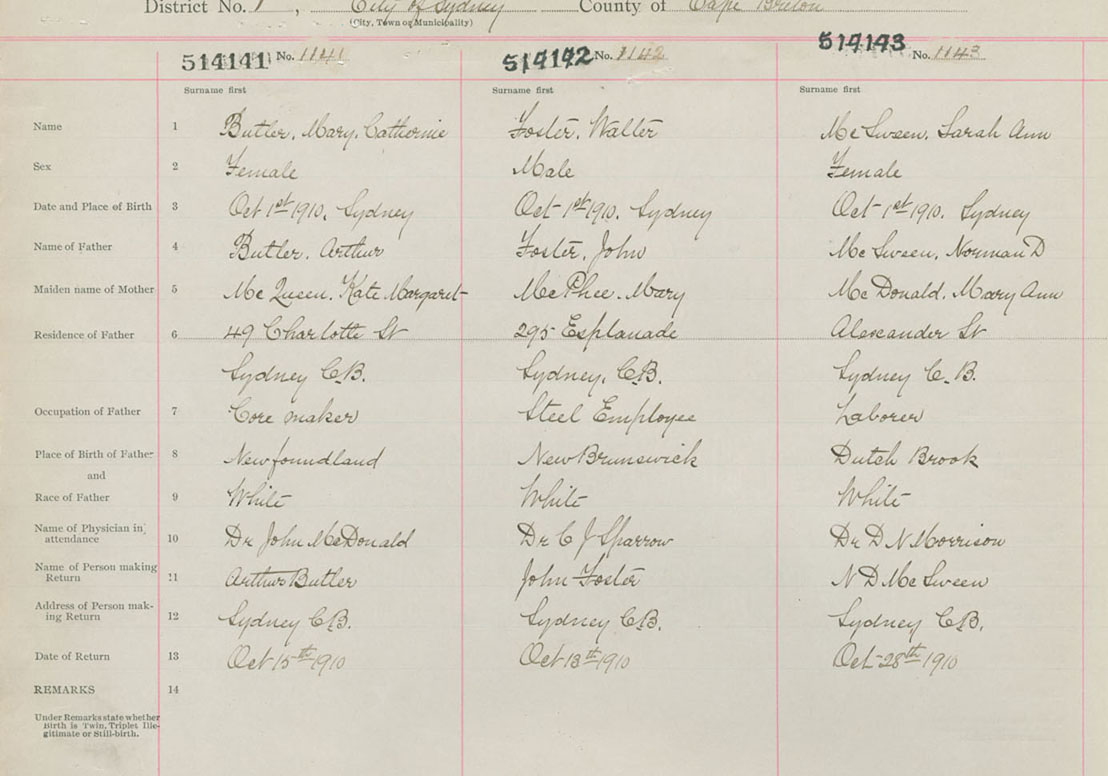 District No. 1, City of Sydney County of Cape Breton
(City, Town or Municipality)
514141 No. 1141 514142 No. 1142 514143 No. 1143
Surname first Surname first Surname first
Name 1 Butler, Mary, Catherine Foster, Walter McSween, Sarah Ann
Sex 2 Female Male Female
Date and Place of Birth 3 Oct 1st 1910, Sydney Oct 1st 1910, Sydney Oct 1st 1910, Sydney
Name of Father 4 Butler, Arthur Foster, John McSween, Norman D
Maiden name of Mother 5 McQueen, Kate Margaret McPhee, Mary McDonald, Mary Ann
Residence of Father 6 49 Charlotte St 295 Esplanade Alexander St
Sydney C.B. Sydney, C.B. Sydney C.B.
Occupation of Father 7 Core maker Steel Employee Laborer
Place of Birth of Father 8 Newfoundland New Brunswick Dutch Brook
and
Race of Father 9 White White White
Name of Physician in attendance 10 Dr John McDonald Dr C J Sparrow Dr D N Morrison
Name of Person making Return 11 Arthur Butler John Foster N D McSween
Address of Person mak-
ing Return 12 Sydney C.B. Sydney C.B. Sydney C.B.
Date of Return 13 Oct 15th 1910 Oct 18th 1910 Oct 28th 1910
REMARKS 14
Under Remarks state whether
Birth is Twin, Triplet Ille-
gitimate or Still-birth.